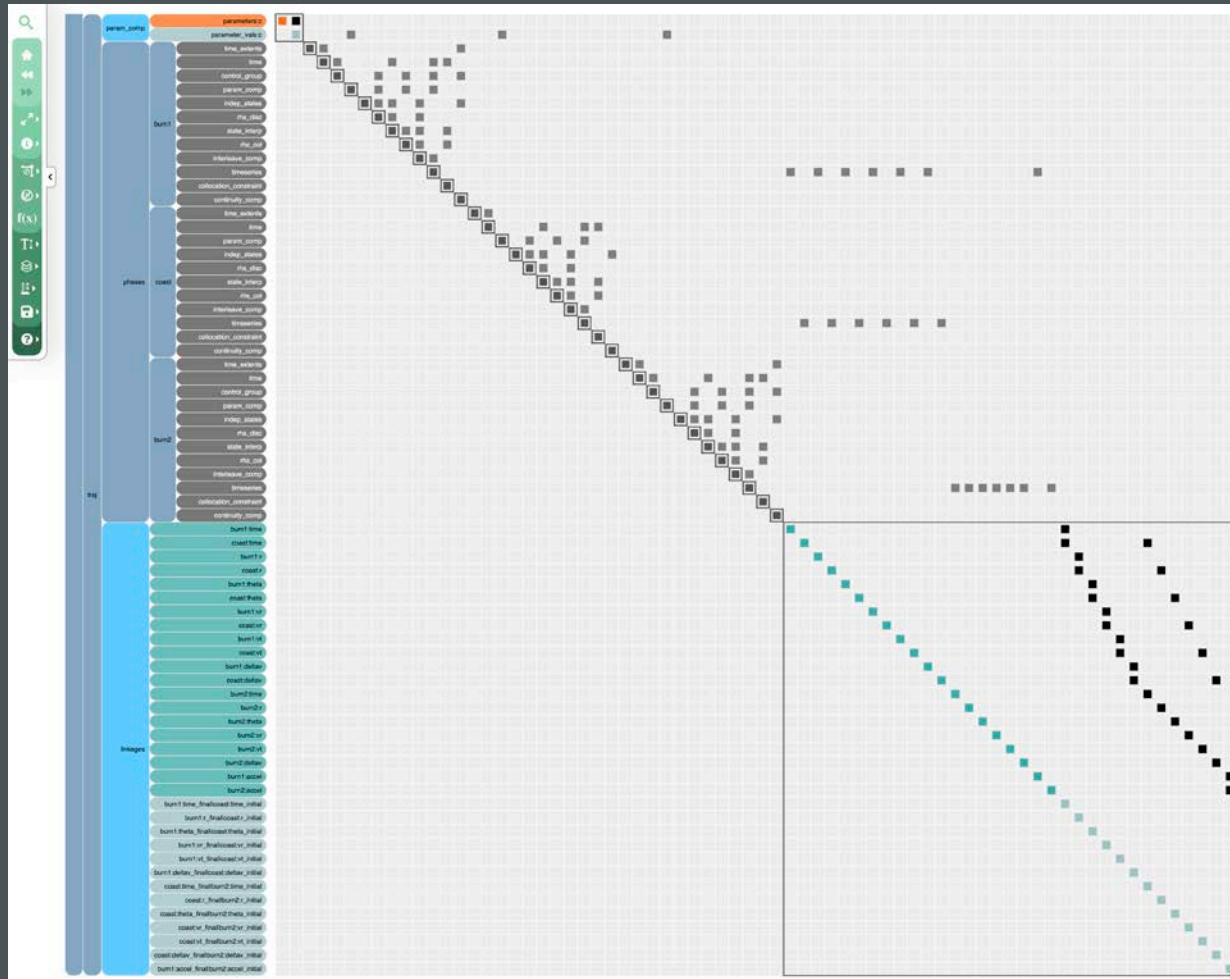 param_comp
parameters:c
parameter_vals:c
traj
phases
burn1
time_extents
time
control_group
param_comp
indep_states
rhs_disc
state_interp
rhs_col
interleave_comp
timeseries
collocation_constraint
continuity_comp
coast
time_extents
time
param_comp
indep_states
rhs_disc
state_interp
rhs_col
interleave_comp
timeseries
collocation_constraint
continuity_comp
burn2
time_extents
time
control_group
param_comp
indep_states
rhs_disc
state_interp
rhs_col
interleave_comp
timeseries
collocation_constraint
continuity_comp
linkages
burn1:time
coast:time
burn1:r
coast:r
burn1:theta
coast:theta
burn1:vr
coast:vr
burn1:vt
coast:vt
burn1:deltav
coast:deltav
burn2:time
burn2:r
burn2:theta
burn2:vr
burn2:vt
burn2:deltav
burn1:accel
burn2:accel
burn1:time_final|coast:time_initial
burn1:r_final|coast:r_initial
burn1:theta_final|coast:theta_initial
burn1:vr_final|coast:vr_initial
burn1:vt_final|coast:vt_initial
burn1:deltav_final|coast:deltav_initial
coast:time_final|burn2:time_initial
coast:r_final|burn2:r_initial
coast:theta_final|burn2:theta_initial
coast:vr_final|burn2:vr_initial
coast:vt_final|burn2:vt_initial
coast:deltav_final|burn2:deltav_initial
burn1:accel_final|burn2:accel_initial
f(x)
T
?